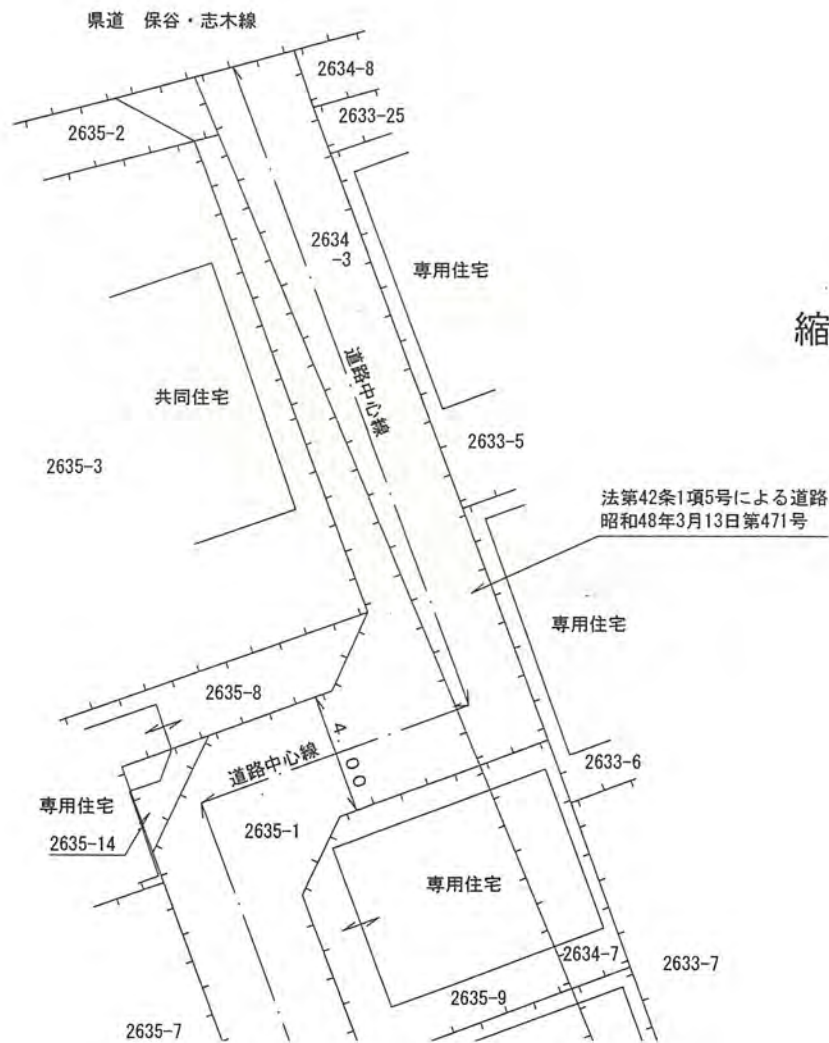 県道　保谷・志木線
2634-8
2633-25
2635-2
2634
-3
専用住宅
縮
道路中心線
共同住宅
2633-5
2635-3
法第42条1項5号による道路
昭和48年3月13日第471号
専用住宅
2635-8
4.00
道路中心線
2633-6
専用住宅
2635-1
2635-14
専用住宅
2634-7
2633-7
2635-9
2635-7